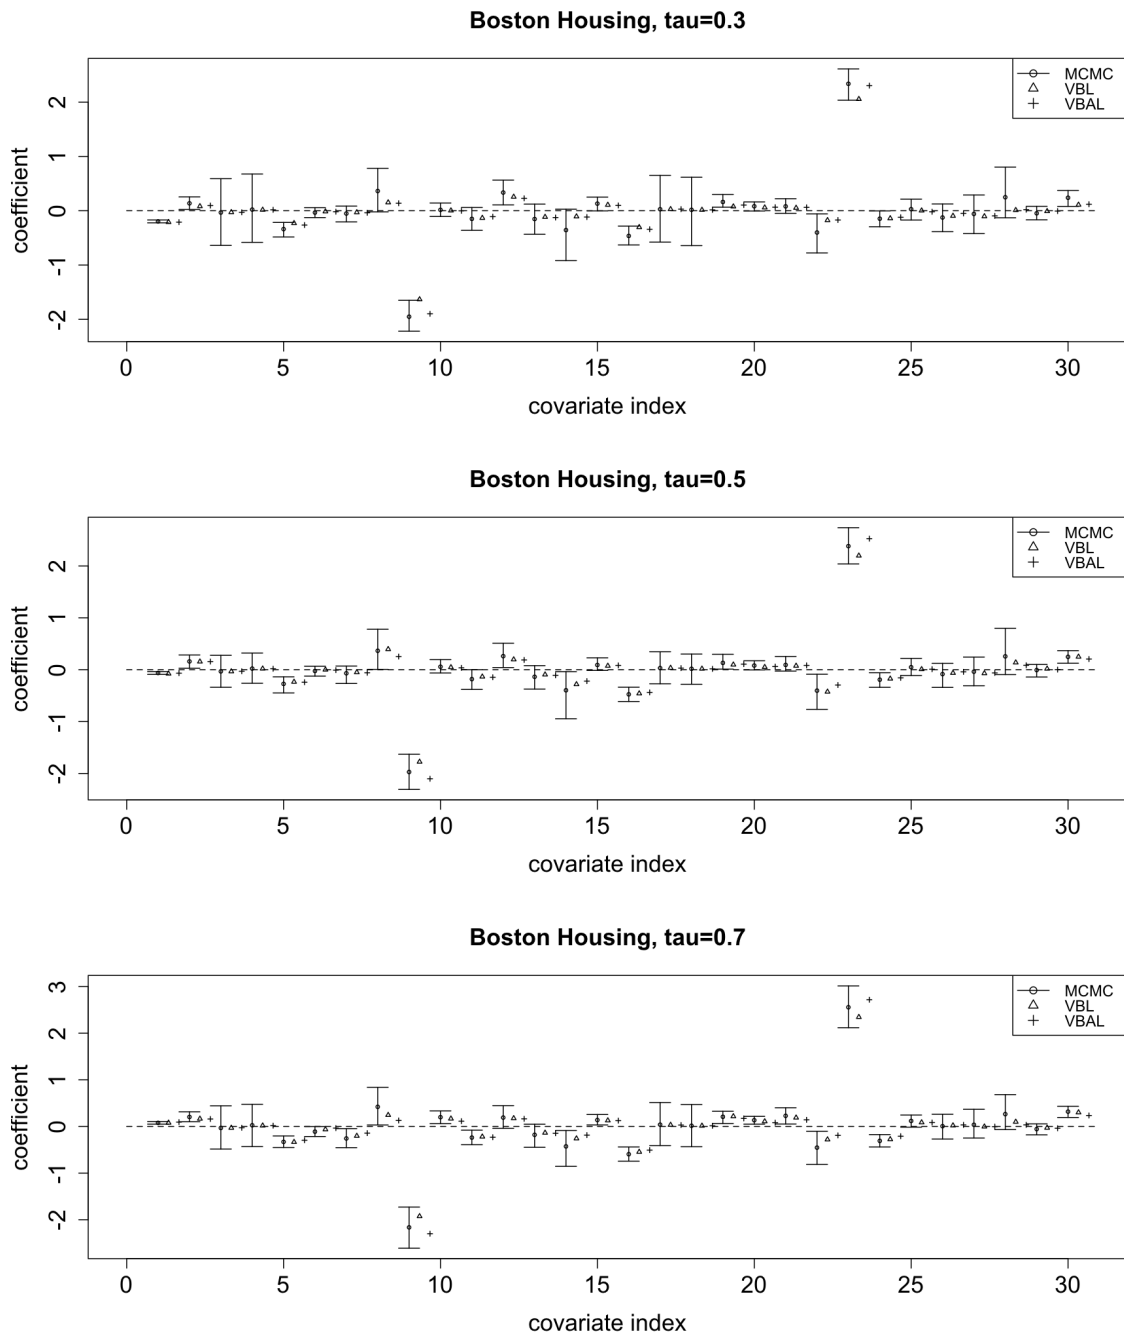 Boston Housing, tau=0.3
MCMC
VBL
VBAL
coefficient
2
1
0
-1
-2
0 5 10 15 20 25 30
covariate index
Boston Housing, tau=0.5
MCMC
VBL
VBAL
coefficient
2
1
0
-1
-2
0 5 10 15 20 25 30
covariate index
Boston Housing, tau=0.7
MCMC
VBL
VBAL
coefficient
3
2
1
0
-1
-2
0 5 10 15 20 25 30
covariate index